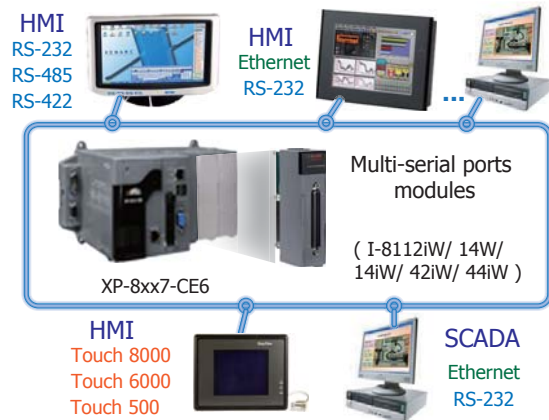 HMI
RS-232
RS-485
RS-422
HMI
Ethernet
RS-232
...
Multi-serial ports
modules
( I-8112iW/ 14W/
14iW/ 42iW/ 44iW )
XP-8xx7-CE6
HMI
Touch 8000
Touch 6000
Touch 500
SCADA
Ethernet
RS-232